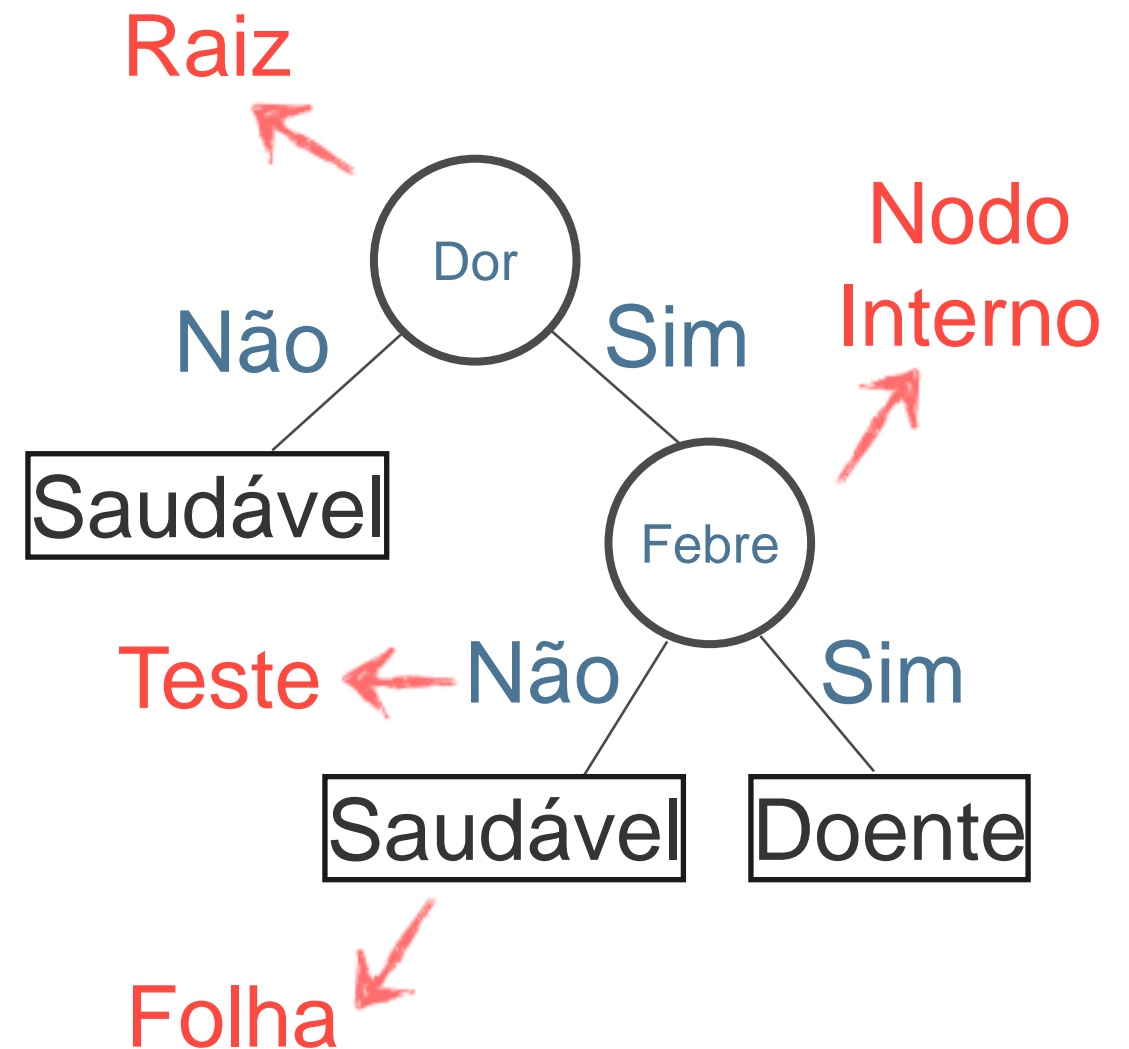 Raiz
Nodo
Interno
Dor
Não
Sim
Saudável
Febre
Teste
Não
Sim
Saudável
Doente
Folha